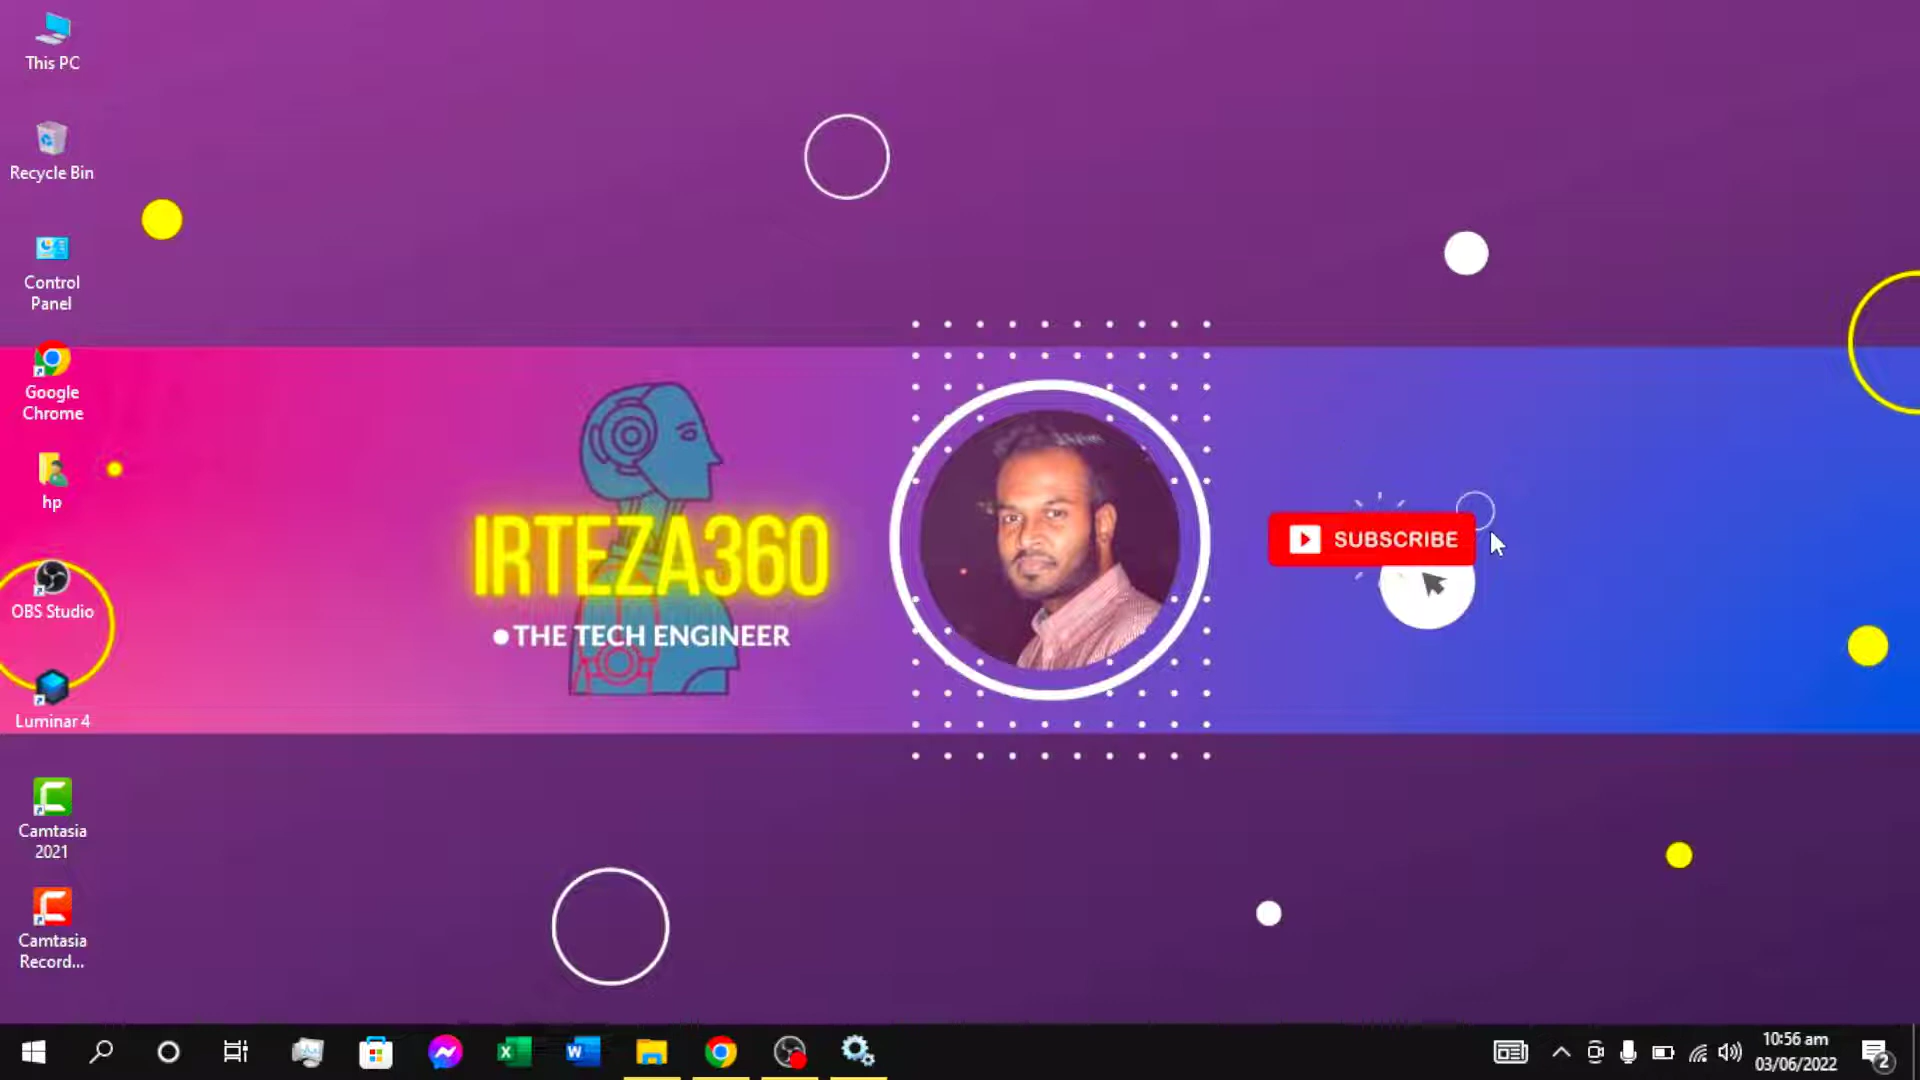 This PC
Recycle Bin
Control
Panel
Google
Chrome
hp
OBS Studio
Luminar 4
Camtasia
2021
Camtasia
Record...
IRTEZA360
THE TECH ENGINEER
SUBSCRIBE
10:56 am
03/06/2022
2